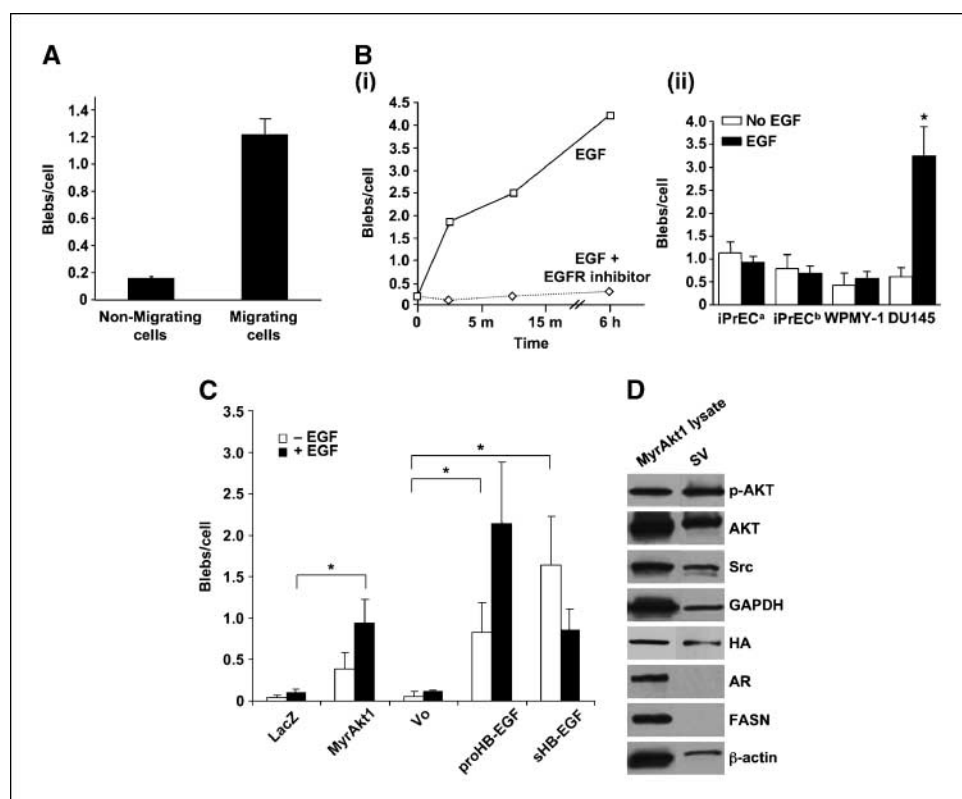 A
Blebs/cell
1.4
1.2
1.0
0.8
0.6
0.4
0.2
0
Non-Migrating cells
Migrating cells
B
(i)
Blebs/cell
4.5
4.0
3.5
3.0
2.5
2.0
1.5
1.0
0.5
0
EGF
EGF +
EGFR inhibitor
0 5 m 15 m 6 h
Time
(ii)
No EGF
EGF
*
Blebs/cell
4.0
3.5
3.0
2.5
2.0
1.5
1.0
0.5
0
iPrECᵃ iPrECᵇ WPMY-1 DU145
C
Blebs/cell
3.5
3.0
2.5
2.0
1.5
1.0
0.5
0
– EGF
+ EGF
*
*
*
LacZ
MyrAkt1
Vo
proHB-EGF
sHB-EGF
D
MyrAkt1 lysate
SV
p-AKT
AKT
Src
GAPDH
HA
AR
FASN
β-actin